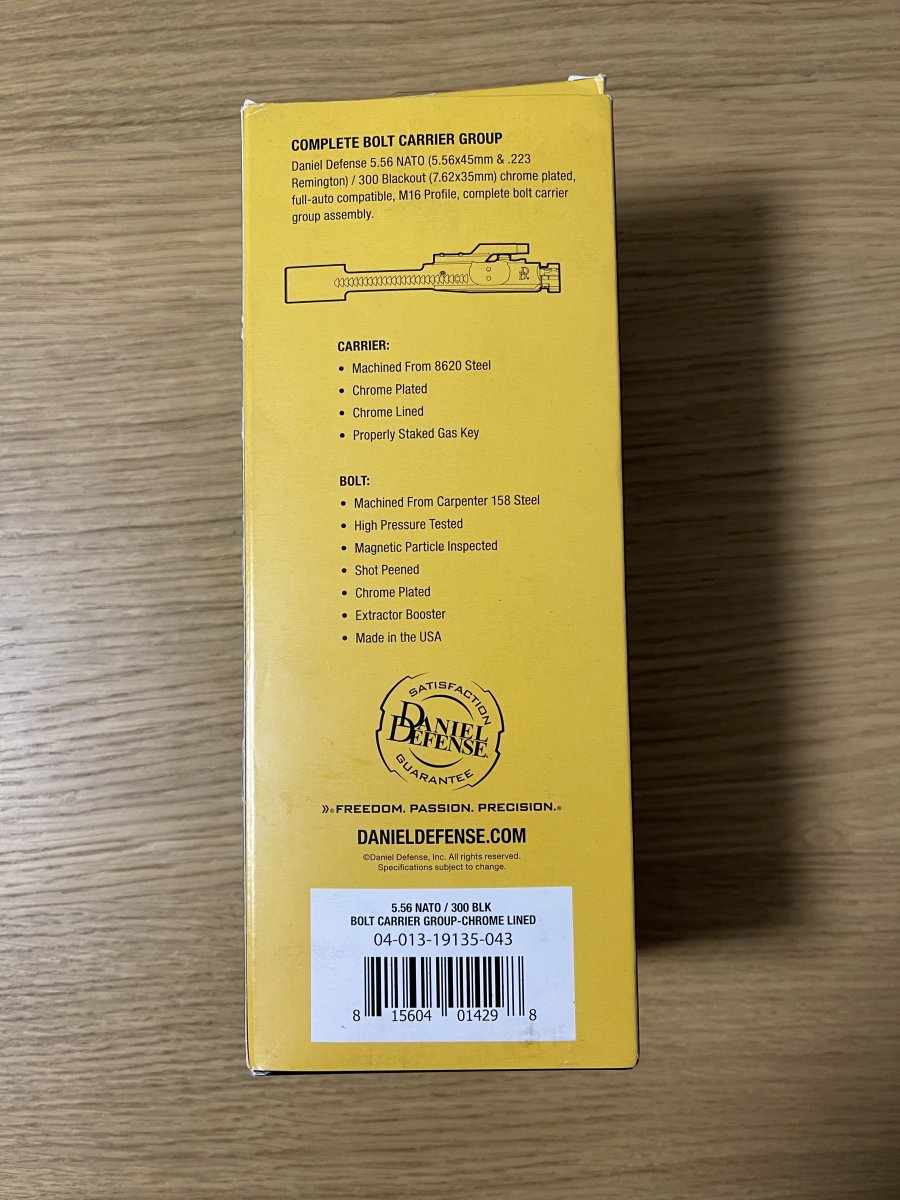 COMPLETE BOLT CARRIER GROUP
Daniel Defense 5.56 NATO (5.56x45mm & .223
Remington) / 300 Blackout (7.62x35mm) chrome plated,
full-auto compatible, M16 Profile, complete bolt carrier
group assembly.
DD.
CARRIER:
• Machined From 8620 Steel
• Chrome Plated
• Chrome Lined
• Properly Staked Gas Key
BOLT:
• Machined From Carpenter 158 Steel
• High Pressure Tested
• Magnetic Particle Inspected
• Shot Peened
• Chrome Plated
• Extractor Booster
• Made in the USA
SATISFACTION
DANIEL
DEFENSE®
GUARANTEE
»® FREEDOM. PASSION. PRECISION.®
DANIELDEFENSE.COM
©Daniel Defense, Inc. All rights reserved.
Specifications subject to change.
5.56 NATO / 300 BLK
BOLT CARRIER GROUP-CHROME LINED
04-013-19135-043
8 15604 01429 8